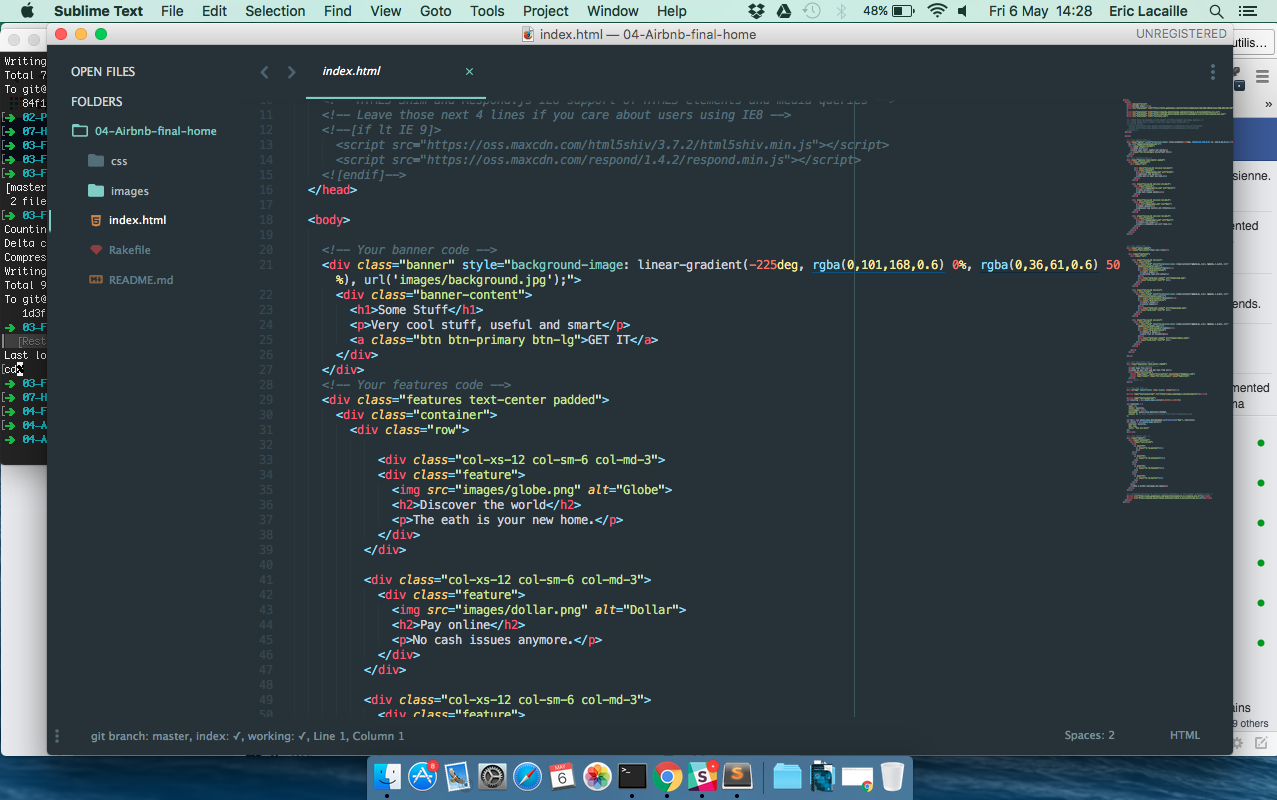 Sublime Text File Edit Selection Find View Goto Tools Project Window Help 48% Fri 6 May 14:28 Eric Lacaille
index.html — 04-Airbnb-final-home UNREGISTERED
utilis…
OPEN FILES
FOLDERS
04-Airbnb-final-home
css
images
index.html
Rakefile
README.md
index.html ×
11 <!-- Leave those next 4 lines if you care about users using IE8 -->
12 <!--[if lt IE 9]>
13 <script src="https://oss.maxcdn.com/html5shiv/3.7.2/html5shiv.min.js"></script>
14 <script src="https://oss.maxcdn.com/respond/1.4.2/respond.min.js"></script>
15 <![endif]-->
16 </head>
17
18 <body>
19
20 <!-- Your banner code -->
21 <div class="banner" style="background-image: linear-gradient(-225deg, rgba(0,101,168,0.6) 0%, rgba(0,36,61,0.6) 50
%), url('images/background.jpg');">
22 <div class="banner-content">
23 <h1>Some Stuff</h1>
24 <p>Very cool stuff, useful and smart</p>
25 <a class="btn btn-primary btn-lg">GET IT</a>
26 </div>
27 </div>
28 <!-- Your features code -->
29 <div class="features text-center padded">
30 <div class="container">
31 <div class="row">
32
33 <div class="col-xs-12 col-sm-6 col-md-3">
34 <div class="feature">
35 <img src="images/globe.png" alt="Globe">
36 <h2>Discover the world</h2>
37 <p>The eath is your new home.</p>
38 </div>
39 </div>
40
41 <div class="col-xs-12 col-sm-6 col-md-3">
42 <div class="feature">
43 <img src="images/dollar.png" alt="Dollar">
44 <h2>Pay online</h2>
45 <p>No cash issues anymore.</p>
46 </div>
47 </div>
48
49 <div class="col-xs-12 col-sm-6 col-md-3">
50 <div class="feature">
git branch: master, index: ✓, working: ✓, Line 1, Column 1 Spaces: 2 HTML
Writing
Total 7
To git@
84f1
02-P
07-H
03-F
03-F
03-F
[master
2 file
03-F
Countin
Delta c
Compres
Writing
Total 9
To git@
1d3f
03-F
[Rest
Last lo
[cd
03-F
07-H
04-F
04-A
04-A
»
sienne.
ented
ends.
mented
ma
ains
9 others
8
MAY
6